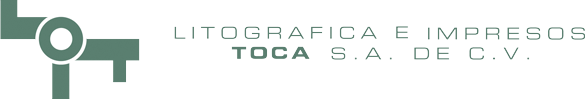 LITOGRAFICA E IMPRESOS
TOCA S.A. DE C.V.